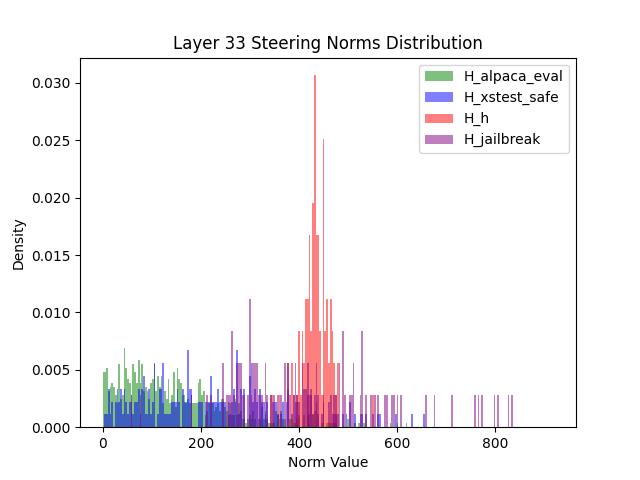 Layer 33 Steering Norms Distribution
H_alpaca_eval
H_xstest_safe
H_h
H_jailbreak
0.030
0.025
0.020
0.015
0.010
0.005
0.000
Density
0 200 400 600 800
Norm Value